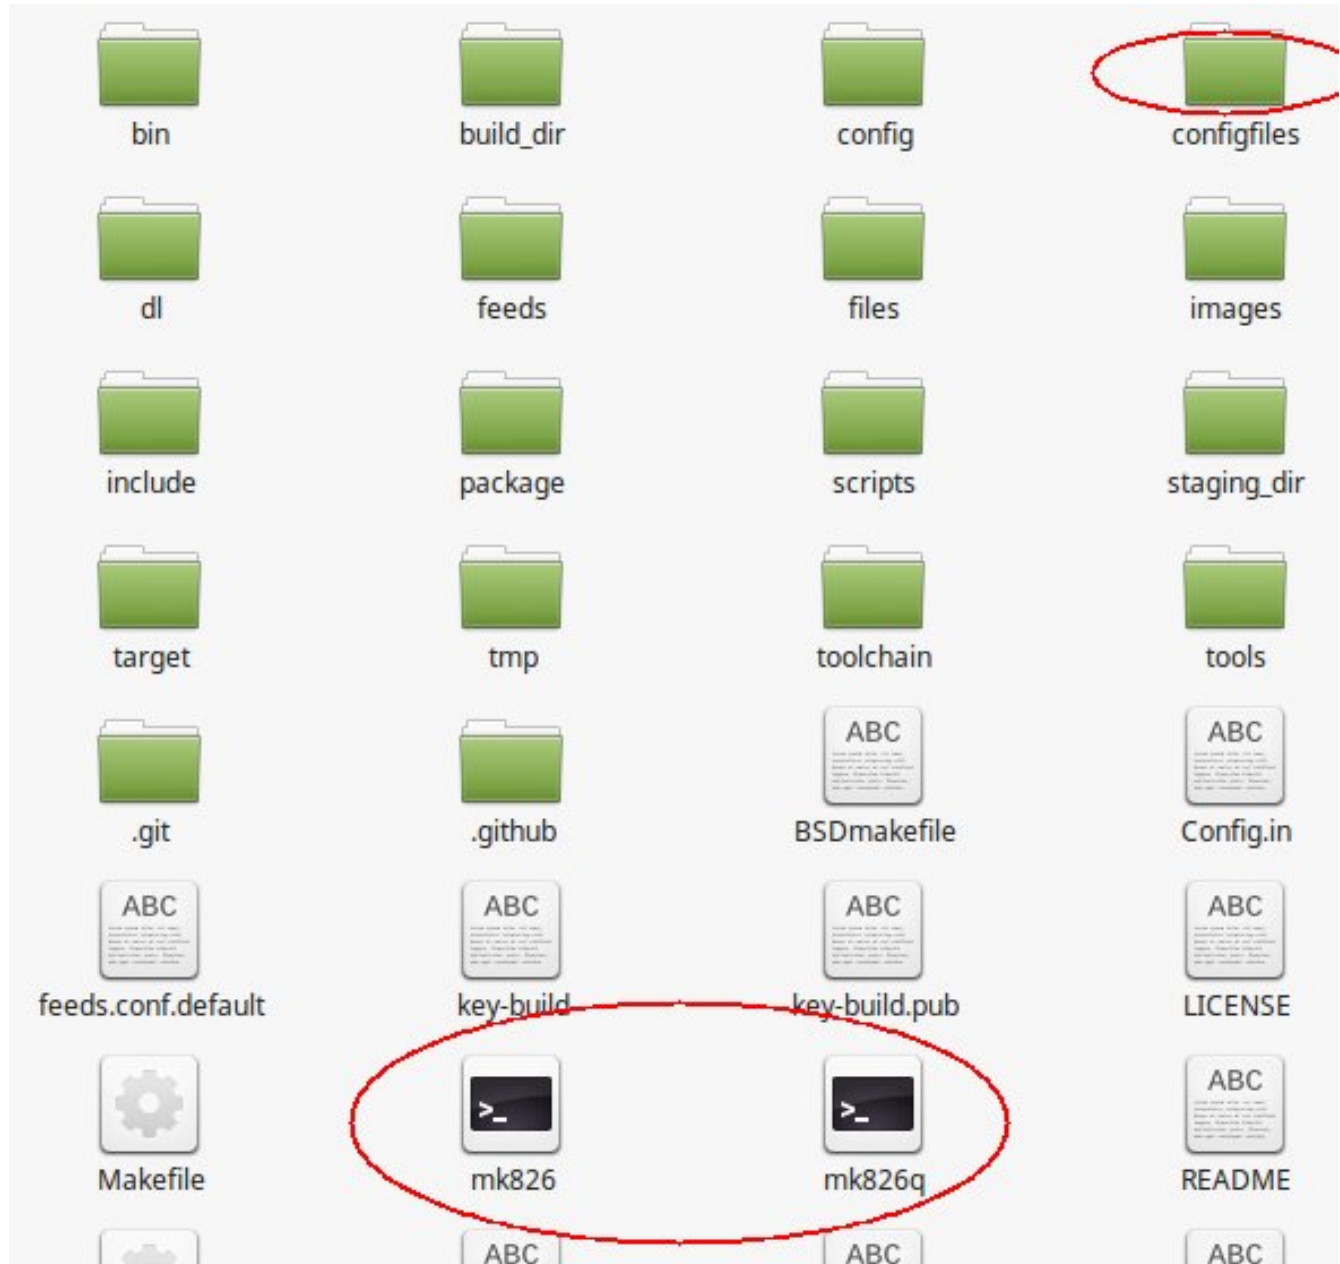 bin build_dir config configfiles
dl feeds files images
include package scripts staging_dir
target tmp toolchain tools
ABC ABC
.git .github BSDmakefile Config.in
ABC ABC ABC ABC
feeds.conf.default key-build key-build.pub LICENSE
>_ >_ ABC
Makefile mk826 mk826q README
ABC ABC ABC